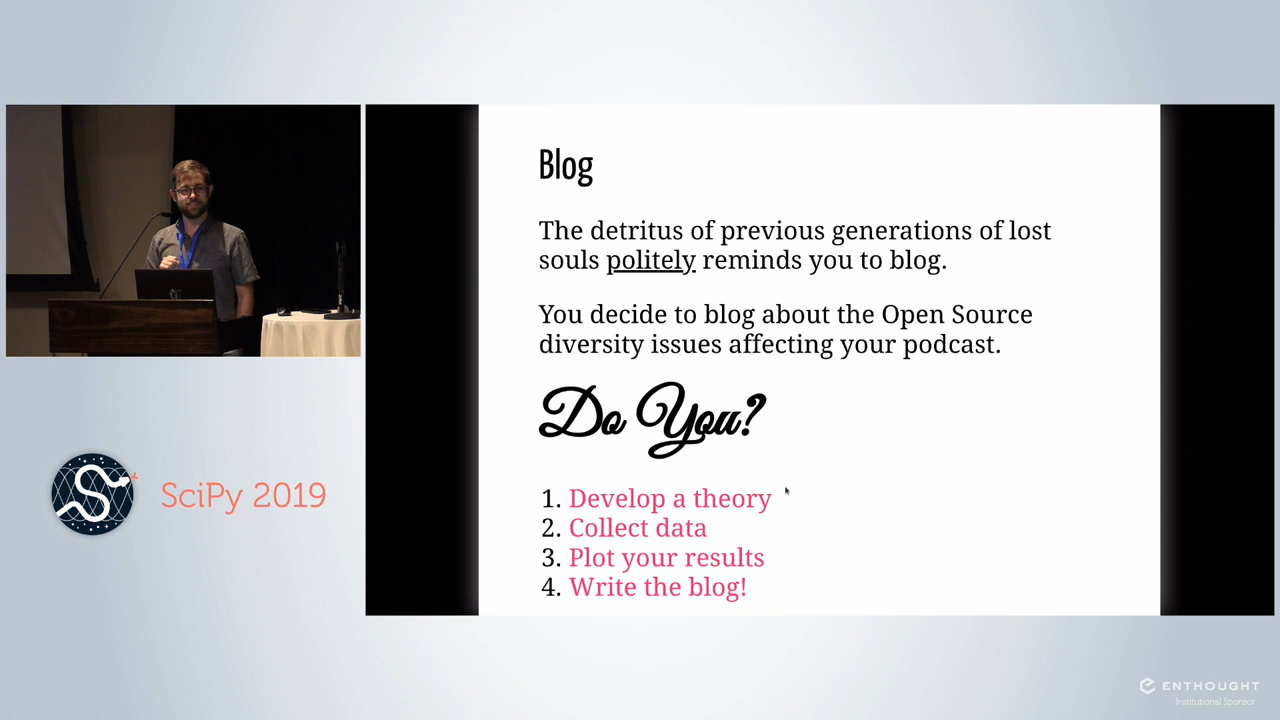 Blog
The detritus of previous generations of lost
souls politely reminds you to blog.
You decide to blog about the Open Source
diversity issues affecting your podcast.
Do You?
1. Develop a theory
2. Collect data
3. Plot your results
4. Write the blog!
SciPy 2019
ENTHOUGHT
Institutional Sponsor